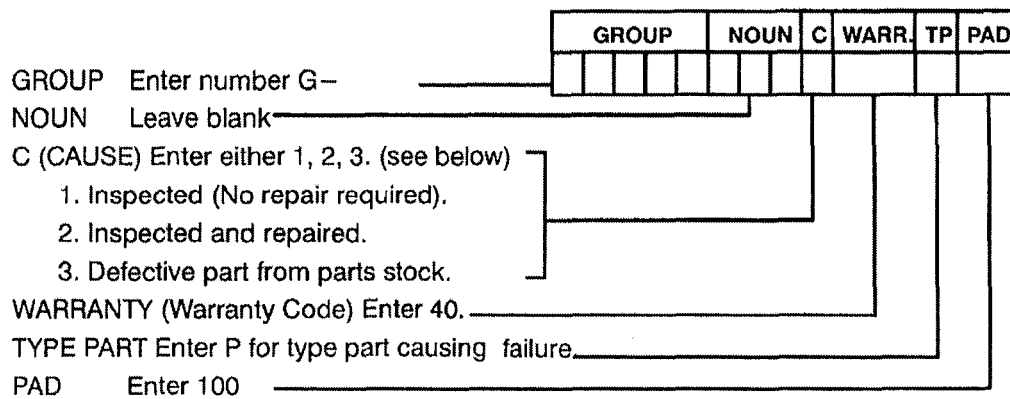 GROUP NOUN C WARR. TP PAD
GROUP Enter number G–
NOUN Leave blank
C (CAUSE) Enter either 1, 2, 3. (see below)
1. Inspected (No repair required).
2. Inspected and repaired.
3. Defective part from parts stock.
WARRANTY (Warranty Code) Enter 40.
TYPE PART Enter P for type part causing failure.
PAD Enter 100